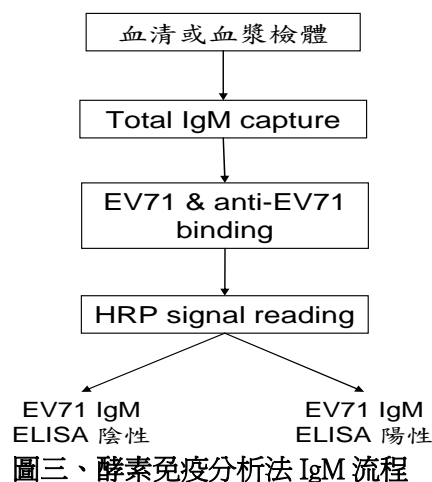 血清或血漿檢體
Total IgM capture
EV71 & anti-EV71
binding
HRP signal reading
EV71 IgM
ELISA 陰性
EV71 IgM
ELISA 陽性
圖三、酵素免疫分析法 IgM 流程